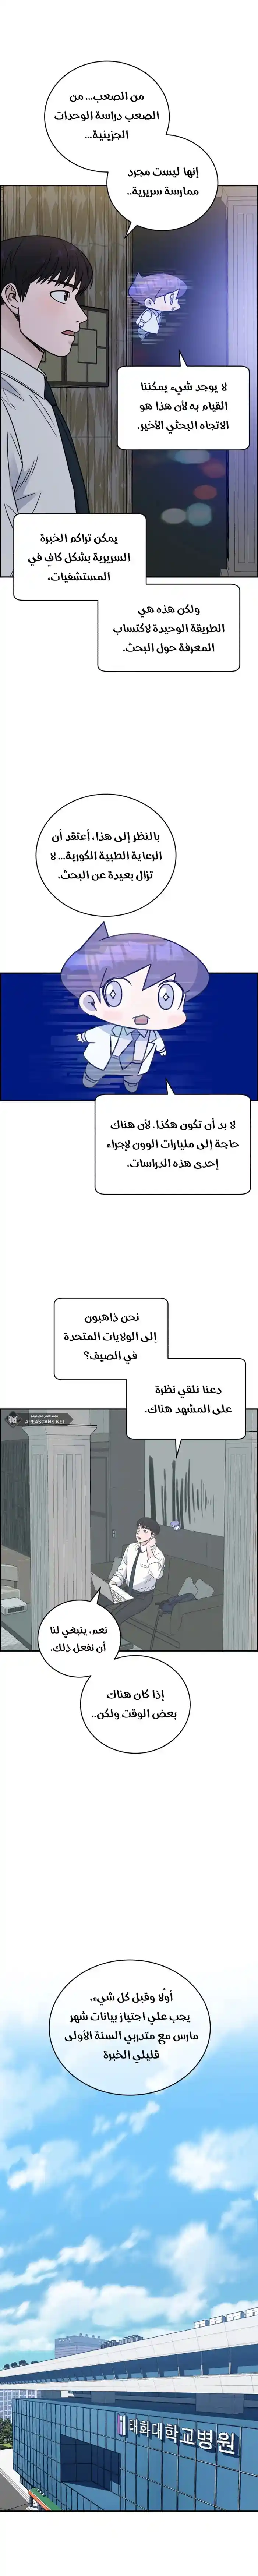 من الصعب... من
الصعب دراسة الوحدات
الجزيئية...
إنها ليست مجرد
ممارسة سريرية..
لا يوجد شيء يمكننا
القيام به لأن هذا هو
الاتجاه البحثي الأخير.
يمكن تراكم الخبرة
السريرية بشكل كافٍ في
المستشفيات،
ولكن هذه هي
الطريقة الوحيدة لاكتساب
المعرفة حول البحث.
بالنظر إلى هذا، أعتقد أن
الرعاية الطبية الكورية... لا
تزال بعيدة عن البحث.
لا بد أن تكون هكذا. لأن هناك
حاجة إلى مليارات الوون لإجراء
إحدى هذه الدراسات.
نحن ذاهبون
إلى الولايات المتحدة
في الصيف؟
دعنا نلقي نظرة
على المشهد هناك.
AREASCANS.NET
نعم، ينبغي لنا
أن نفعل ذلك.
إذا كان هناك
بعض الوقت ولكن..
أولًا وقبل كل شيء،
يجب علي اجتياز بيانات شهر
مارس مع متدربي السنة الأولى
قليلي الخبرة
태화대학교병원